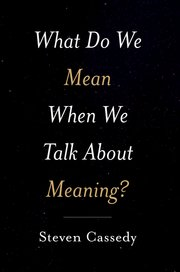 What Do We
Mean
When We
Talk About
Meaning?
Steven Cassedy